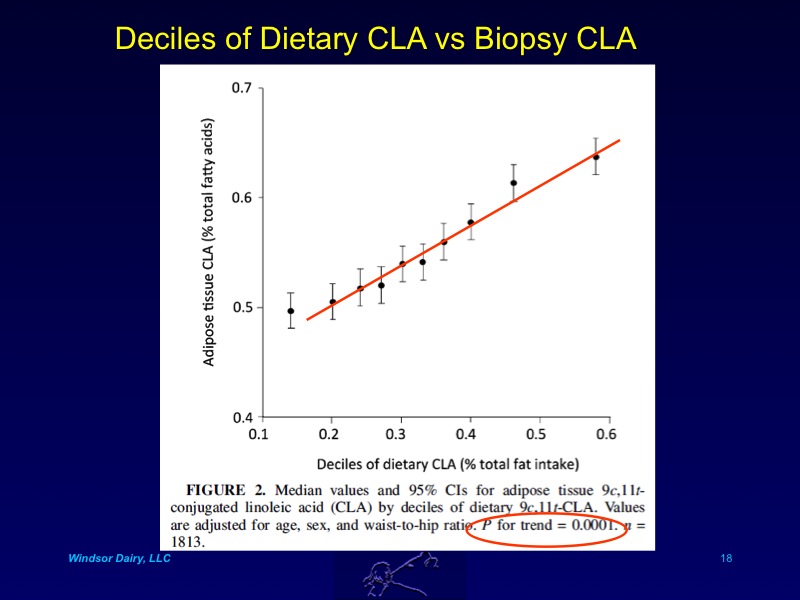 Deciles of Dietary CLA vs Biopsy CLA
0.7
0.6
0.5
0.4
Adipose tissue CLA (% total fatty acids)
0.1 0.2 0.3 0.4 0.5 0.6
Deciles of dietary CLA (% total fat intake)
FIGURE 2. Median values and 95% CIs for adipose tissue 9c,11t-
conjugated linoleic acid (CLA) by deciles of dietary 9c,11t-CLA. Values
are adjusted for age, sex, and waist-to-hip ratio. P for trend = 0.0001. n =
1813.
Windsor Dairy, LLC
18